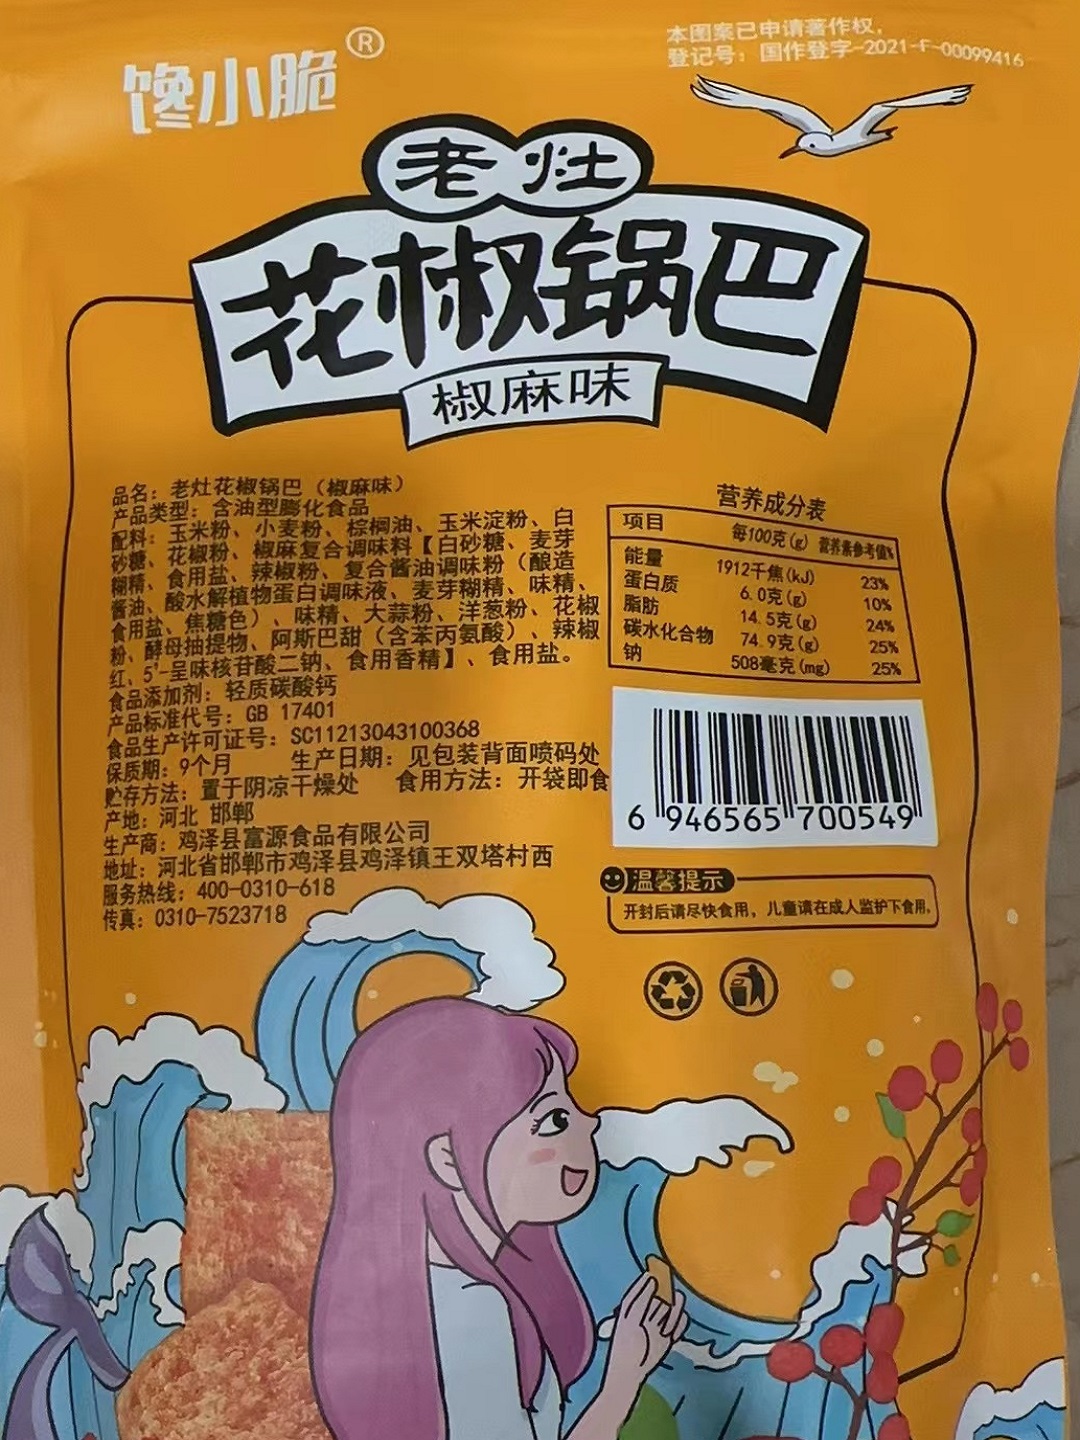 馋小脆®
本图案已申请著作权，
登记号：国作登字-2021-F-00099416
老灶
花椒锅巴
椒麻味
品名：老灶花椒锅巴（椒麻味）
产品类型：含油型膨化食品
配料：玉米粉、小麦粉、棕榈油、玉米淀粉、白
砂糖、花椒粉、椒麻复合调味料【白砂糖、麦芽
糊精、食用盐、辣椒粉、复合酱油调味粉（酿造
酱油、酸水解植物蛋白调味液、麦芽糊精、味精、
食用盐、焦糖色）、味精、大蒜粉、洋葱粉、花椒
粉、酵母抽提物、阿斯巴甜（含苯丙氨酸）、辣椒
红、5'-呈味核苷酸二钠、食用香精】、食用盐。
食品添加剂：轻质碳酸钙
产品标准代号：GB 17401
食品生产许可证号：SC11213043100368
保质期：9个月 生产日期：见包装背面喷码处
贮存方法：置于阴凉干燥处 食用方法：开袋即食
产地：河北 邯郸
生产商：鸡泽县富源食品有限公司
地址：河北省邯郸市鸡泽县鸡泽镇王双塔村西
服务热线：400-0310-618
传真：0310-7523718
营养成分表
项目 每100克(g) 营养素参考值%
能量 1912千焦(kJ) 23%
蛋白质 6.0克(g) 10%
脂肪 14.5克(g) 24%
碳水化合物 74.9克(g) 25%
钠 508毫克(mg) 25%
6 946565 700549
温馨提示
开封后请尽快食用，儿童请在成人监护下食用。